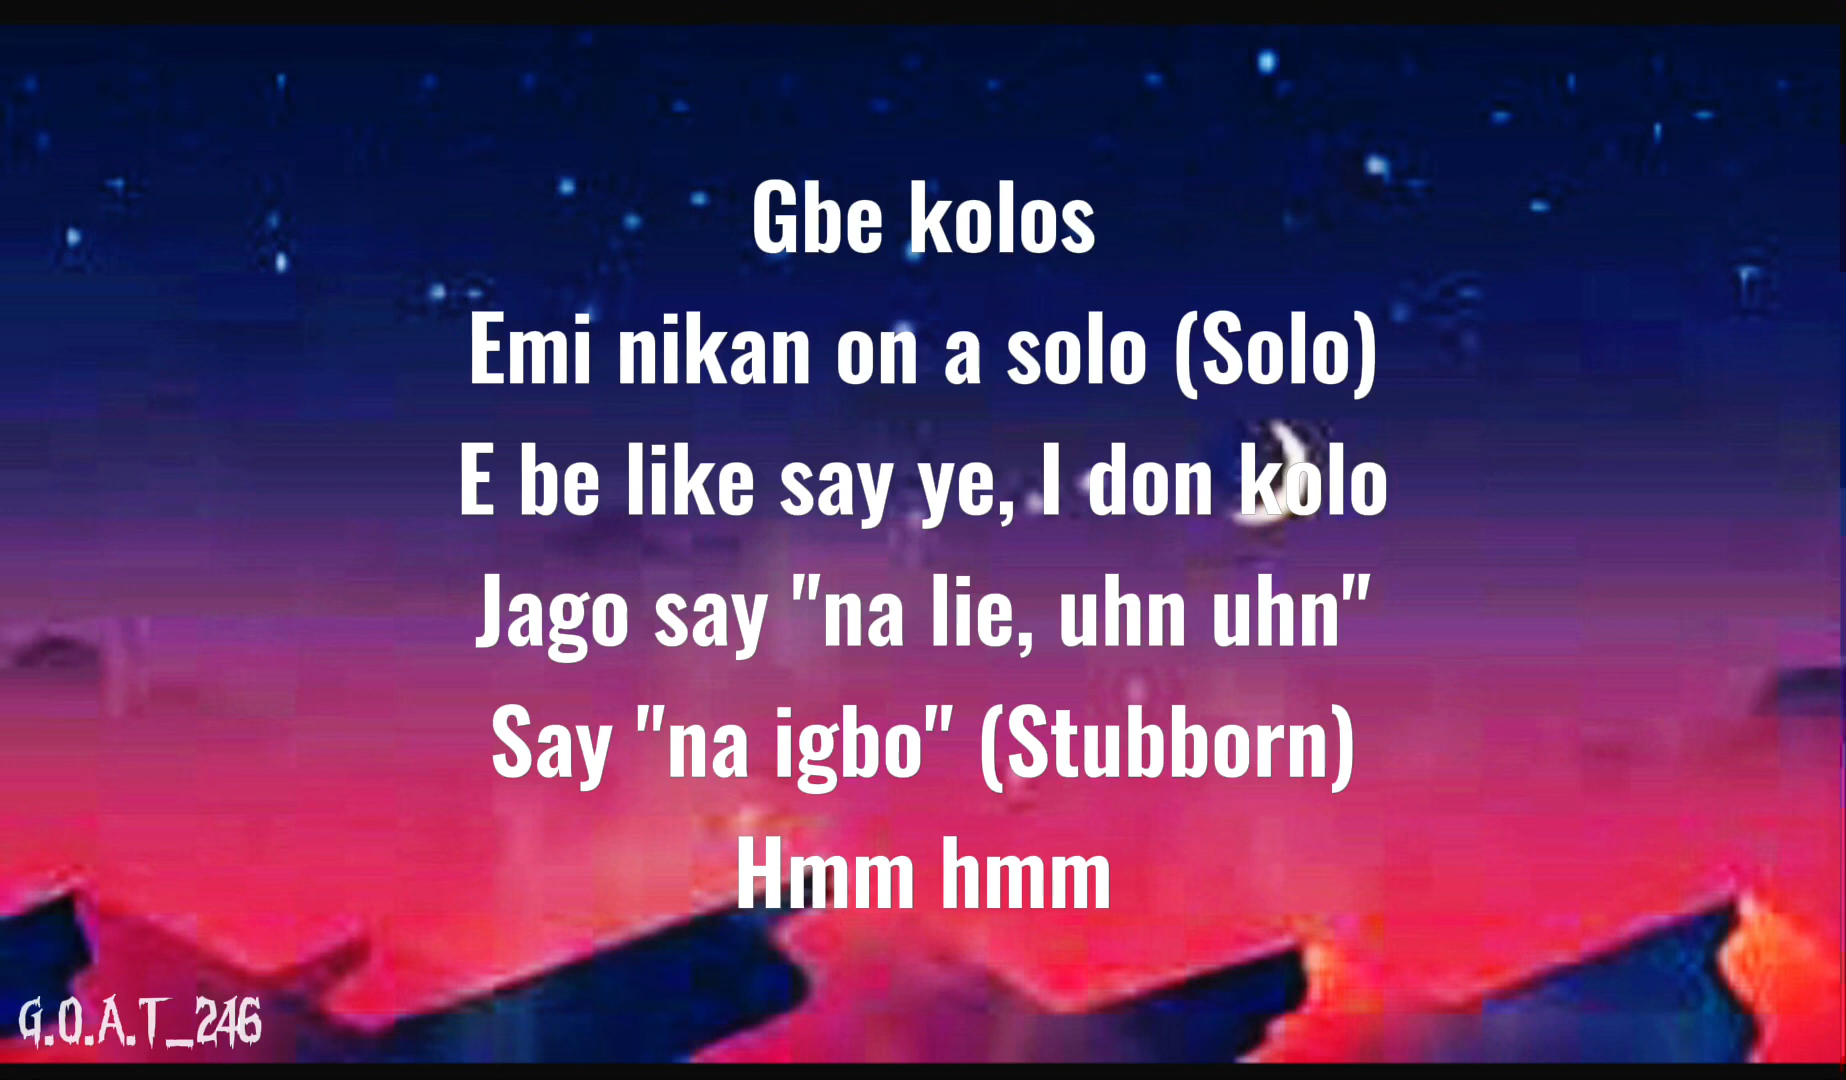 Gbe kolos
Emi nikan on a solo (Solo)
E be like say ye, I don kolo
Jago say "na lie, uhn uhn"
Say "na igbo" (Stubborn)
Hmm hmm
G.O.A.T_246